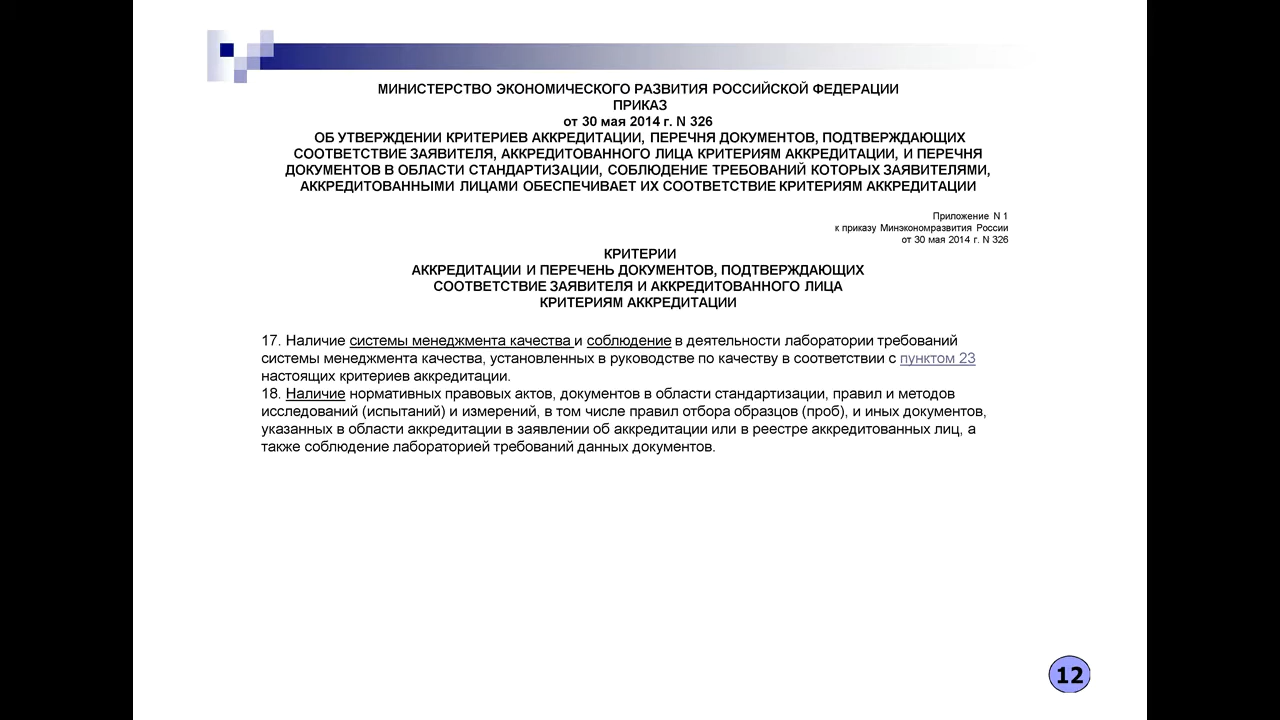 МИНИСТЕРСТВО ЭКОНОМИЧЕСКОГО РАЗВИТИЯ РОССИЙСКОЙ ФЕДЕРАЦИИ
ПРИКАЗ
от 30 мая 2014 г. N 326
ОБ УТВЕРЖДЕНИИ КРИТЕРИЕВ АККРЕДИТАЦИИ, ПЕРЕЧНЯ ДОКУМЕНТОВ, ПОДТВЕРЖДАЮЩИХ
СООТВЕТСТВИЕ ЗАЯВИТЕЛЯ, АККРЕДИТОВАННОГО ЛИЦА КРИТЕРИЯМ АККРЕДИТАЦИИ, И ПЕРЕЧНЯ
ДОКУМЕНТОВ В ОБЛАСТИ СТАНДАРТИЗАЦИИ, СОБЛЮДЕНИЕ ТРЕБОВАНИЙ КОТОРЫХ ЗАЯВИТЕЛЯМИ,
АККРЕДИТОВАННЫМИ ЛИЦАМИ ОБЕСПЕЧИВАЕТ ИХ СООТВЕТСТВИЕ КРИТЕРИЯМ АККРЕДИТАЦИИ
Приложение N 1
к приказу Минэкономразвития России
от 30 мая 2014 г. N 326
КРИТЕРИИ
АККРЕДИТАЦИИ И ПЕРЕЧЕНЬ ДОКУМЕНТОВ, ПОДТВЕРЖДАЮЩИХ
СООТВЕТСТВИЕ ЗАЯВИТЕЛЯ И АККРЕДИТОВАННОГО ЛИЦА
КРИТЕРИЯМ АККРЕДИТАЦИИ
17. Наличие системы менеджмента качества и соблюдение в деятельности лаборатории требований
системы менеджмента качества, установленных в руководстве по качеству в соответствии с пунктом 23
настоящих критериев аккредитации.
18. Наличие нормативных правовых актов, документов в области стандартизации, правил и методов
исследований (испытаний) и измерений, в том числе правил отбора образцов (проб), и иных документов,
указанных в области аккредитации в заявлении об аккредитации или в реестре аккредитованных лиц, а
также соблюдение лабораторией требований данных документов.
12